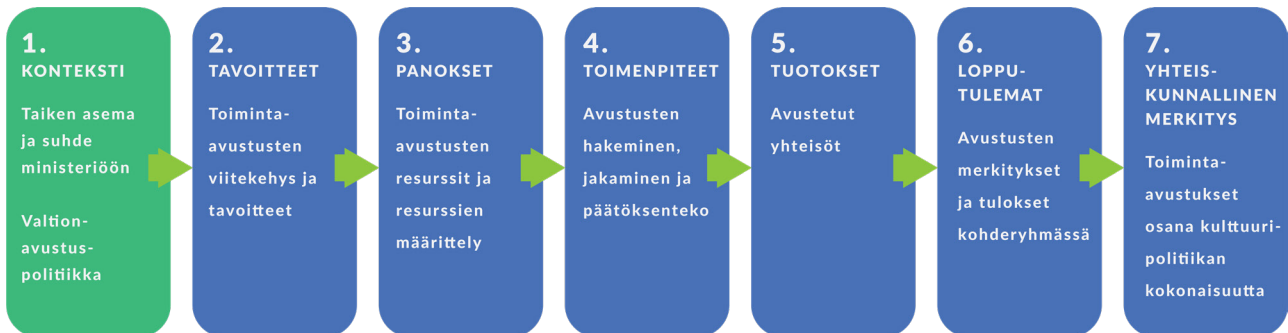 1.
KONTEKSTI
Taiken asema
ja suhde
ministeriöön
Valtion-
avustus-
politiikka
2.
TAVOITTEET
Toiminta-
avustusten
viitekehys ja
tavoitteet
3.
PANOKSET
Toiminta-
avustusten
resurssit ja
resurssien
määrittely
4.
TOIMENPITEET
Avustusten
hakeminen,
jakaminen ja
päätöksenteko
5.
TUOTOKSET
Avustetut
yhteisöt
6.
LOPPU-
TULEMAT
Avustusten
merkitykset
ja tulokset
kohderyhmässä
7.
YHTEIS-
KUNNALLINEN
MERKITYS
Toiminta-
avustukset
osana kulttuuri-
politiikan
kokonaisuutta